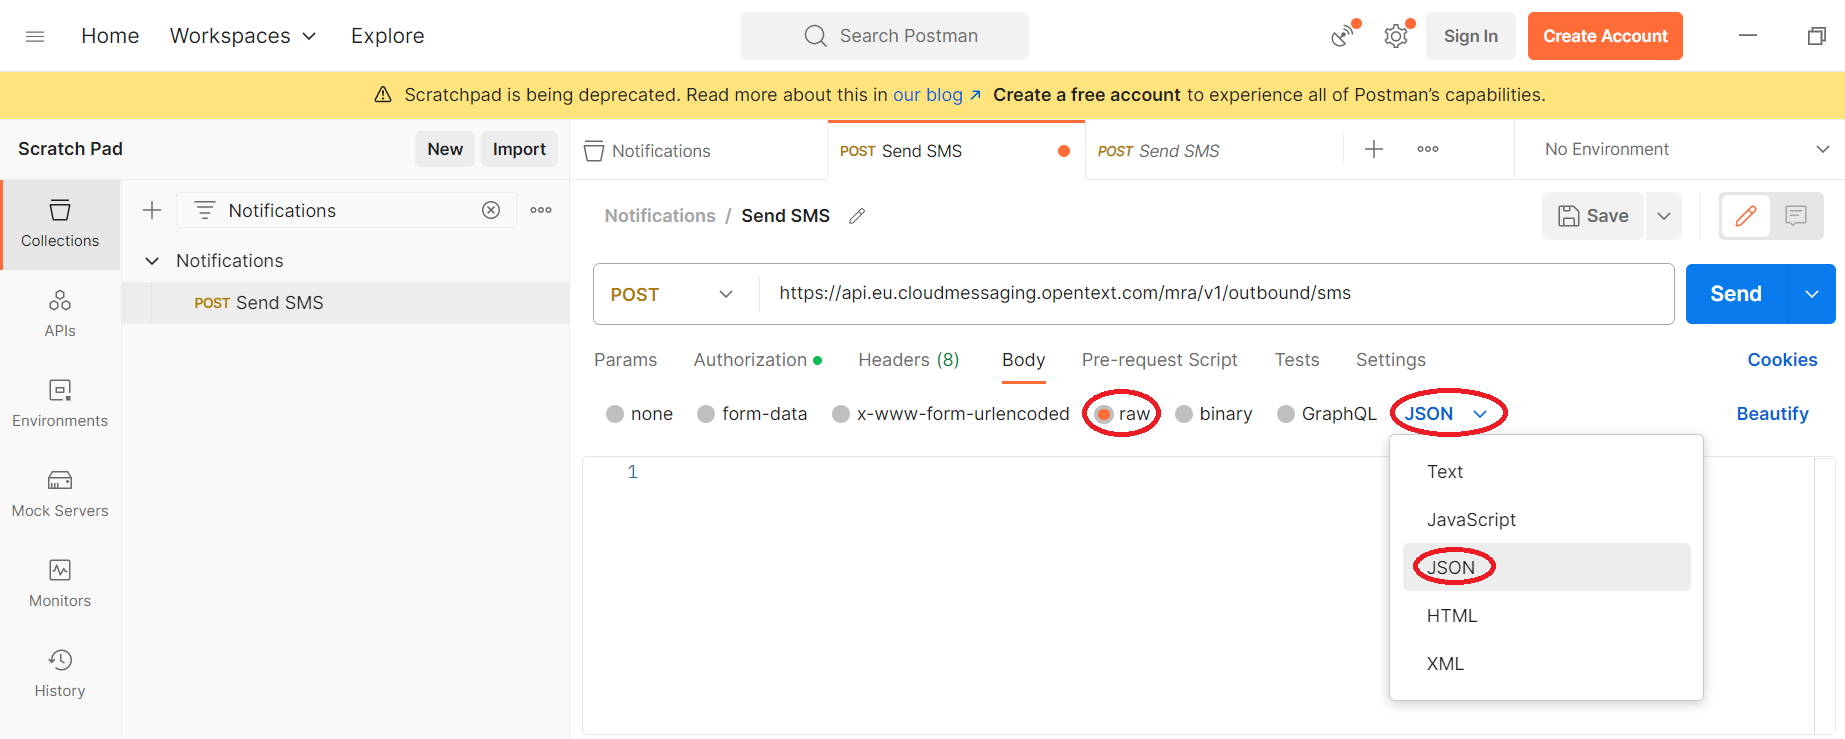 Home Workspaces Explore Search Postman Sign In Create Account
Scratchpad is being deprecated. Read more about this in our blog ↗ Create a free account to experience all of Postman's capabilities.
Scratch Pad New Import Notifications POST Send SMS POST Send SMS No Environment
Collections
Notifications
Notifications / Send SMS Save
Notifications
POST Send SMS
POST https://api.eu.cloudmessaging.opentext.com/mra/v1/outbound/sms Send
APIs
Params Authorization Headers (8) Body Pre-request Script Tests Settings Cookies
Environments
none form-data x-www-form-urlencoded raw binary GraphQL JSON Beautify
1
Text
JavaScript
JSON
HTML
XML
Mock Servers
Monitors
History